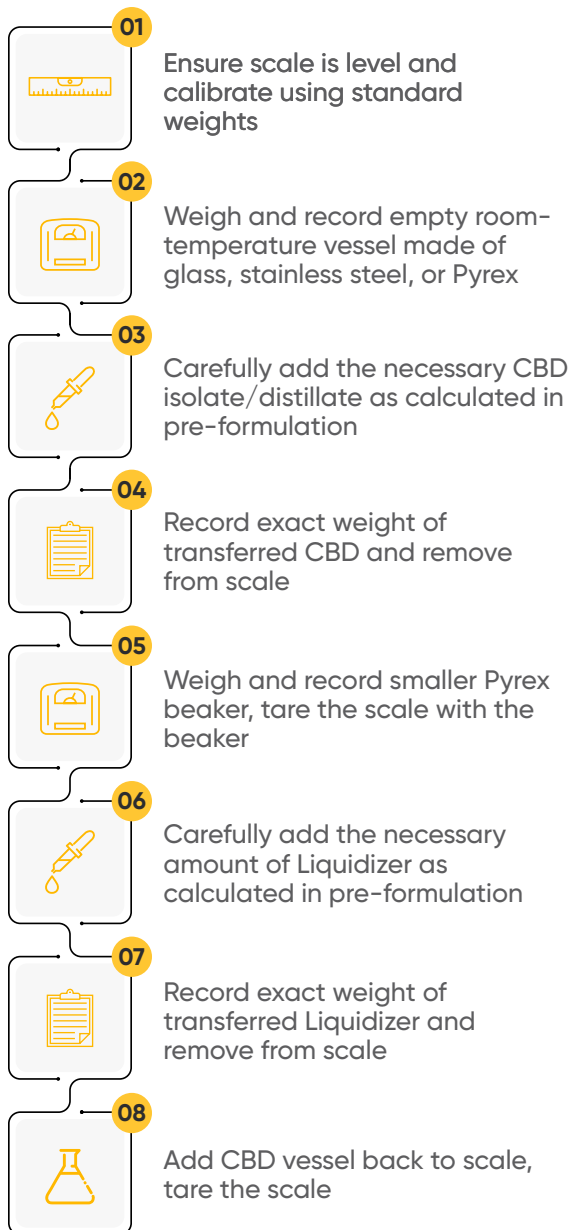 01
Ensure scale is level and
calibrate using standard
weights
02
Weigh and record empty room-
temperature vessel made of
glass, stainless steel, or Pyrex
03
Carefully add the necessary CBD
isolate/distillate as calculated in
pre-formulation
04
Record exact weight of
transferred CBD and remove
from scale
05
Weigh and record smaller Pyrex
beaker, tare the scale with the
beaker
06
Carefully add the necessary
amount of Liquidizer as
calculated in pre-formulation
07
Record exact weight of
transferred Liquidizer and
remove from scale
08
Add CBD vessel back to scale,
tare the scale